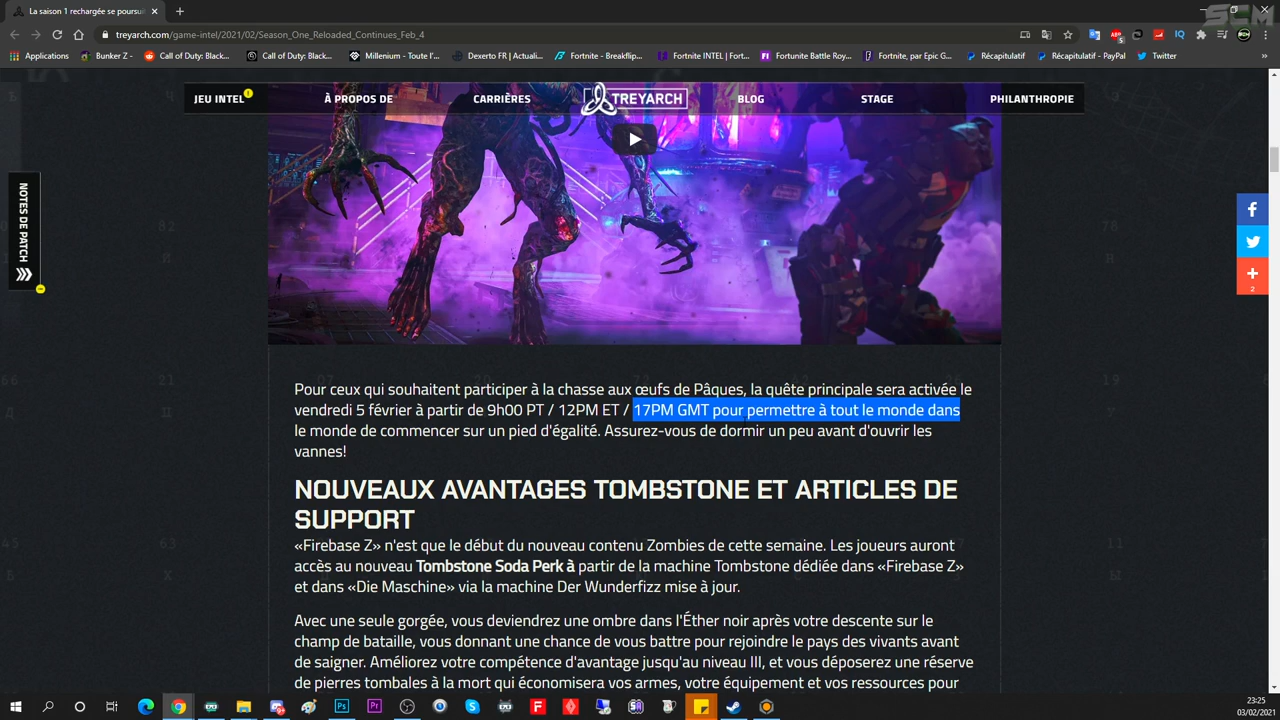 La saison 1 rechargée se poursui
SCM
treyarch.com/game-intel/2021/02/Season_One_Reloaded_Continues_Feb_4
Applications
Bunker Z -
Call of Duty: Black...
Call of Duty: Black...
Millenium - Toute l'...
Dexerto FR | Actuali...
Fortnite - Breakflip...
Fortnite INTEL | Fort...
Fortunite Battle Roy...
Fortnite, par Epic G...
Récapitulatif
Récapitulatif - PayPal
Twitter
JEU INTEL
À PROPOS DE
CARRIÈRES
TREYARCH
BLOG
STAGE
PHILANTHROPIE
NOTES DE PATCH
2
Pour ceux qui souhaitent participer à la chasse aux œufs de Pâques, la quête principale sera activée le
vendredi 5 février à partir de 9h00 PT / 12PM ET / 17PM GMT pour permettre à tout le monde dans
le monde de commencer sur un pied d'égalité. Assurez-vous de dormir un peu avant d'ouvrir les
vannes!
NOUVEAUX AVANTAGES TOMBSTONE ET ARTICLES DE
SUPPORT
«Firebase Z» n'est que le début du nouveau contenu Zombies de cette semaine. Les joueurs auront
accès au nouveau Tombstone Soda Perk à partir de la machine Tombstone dédiée dans «Firebase Z»
et dans «Die Maschine» via la machine Der Wunderfizz mise à jour.
Avec une seule gorgée, vous deviendrez une ombre dans l'Éther noir après votre descente sur le
champ de bataille, vous donnant une chance de vous battre pour rejoindre le pays des vivants avant
de saigner. Améliorez votre compétence d'avantage jusqu'au niveau III, et vous déposerez une réserve
de pierres tombales à la mort qui économisera vos armes, votre équipement et vos ressources pour
23:25
03/02/2021